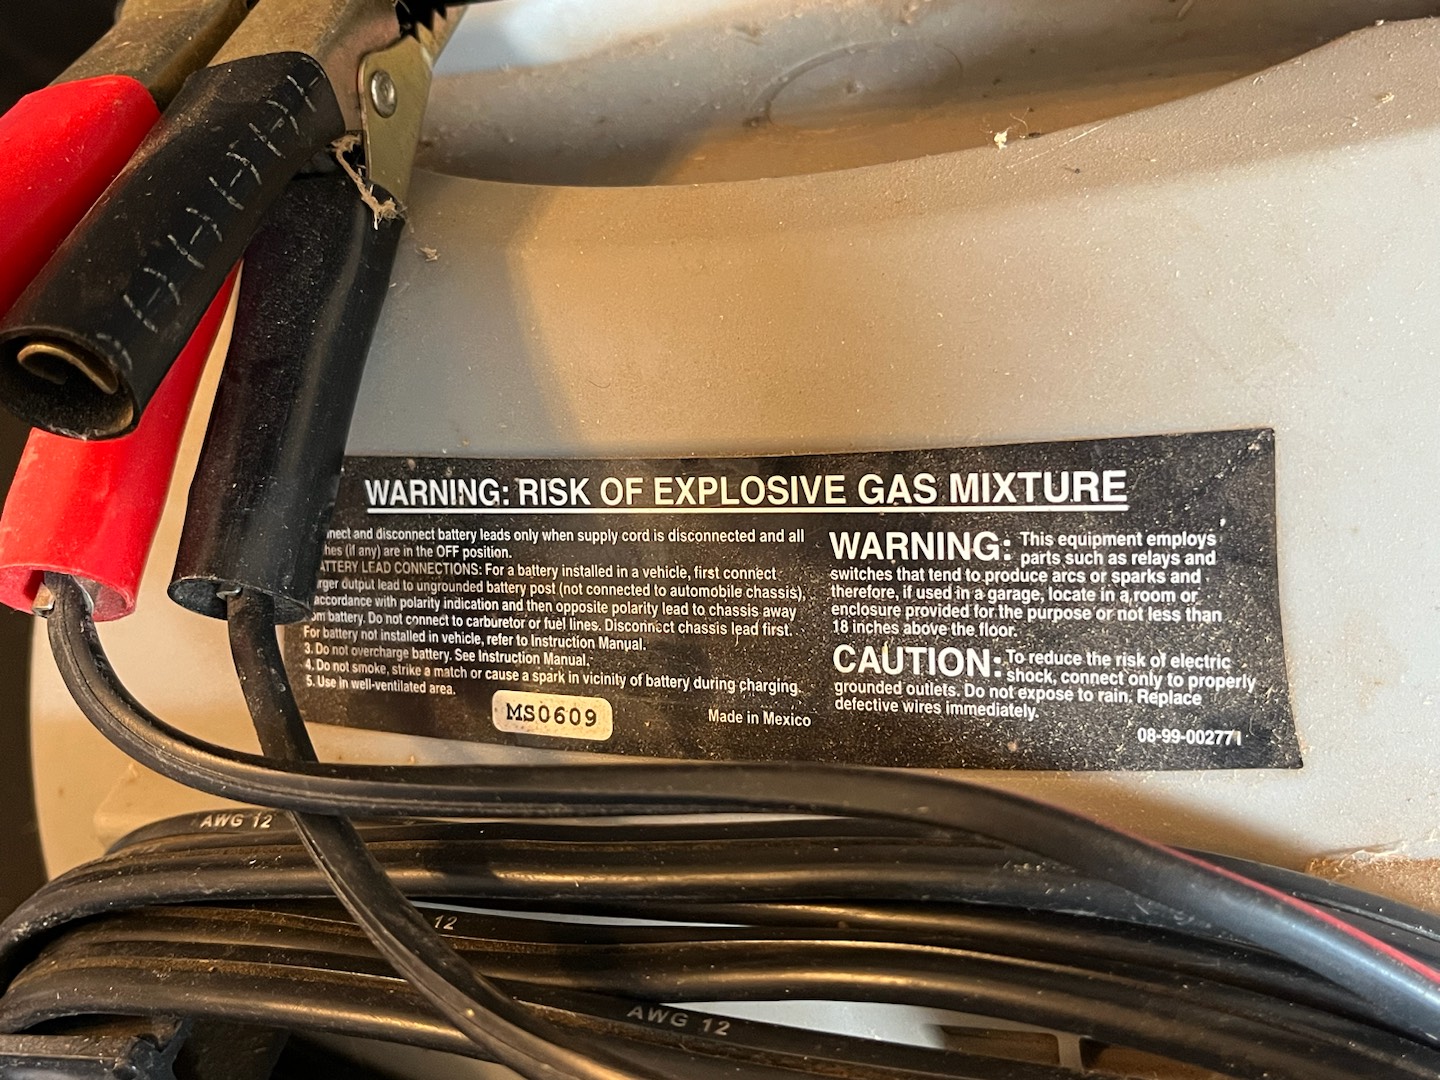 WARNING: RISK OF EXPLOSIVE GAS MIXTURE
and disconnect battery leads only when supply cord is disconnected and all
(if any) are in the OFF position.
LEAD CONNECTIONS: For a battery installed in a vehicle, first connect
output lead to ungrounded battery post (not connected to automobile chassis),
accordance with polarity indication and then opposite polarity lead to chassis away
battery. Do not connect to carburetor or fuel lines. Disconnect chassis lead first.
For battery not installed in vehicle, refer to Instruction Manual.
3. Do not overcharge battery. See Instruction Manual.
4. Do not smoke, strike a match or cause a spark in vicinity of battery during charging.
5. Use in well-ventilated area.
MS0609
Made in Mexico
WARNING: This equipment employs
parts such as relays and
switches that tend to produce arcs or sparks and
therefore, if used in a garage, locate in a room or
enclosure provided for the purpose or not less than
18 inches above the floor.
CAUTION: To reduce the risk of electric
shock, connect only to properly
grounded outlets. Do not expose to rain. Replace
defective wires immediately.
08-99-002771
AWG 12
12
AWG 12